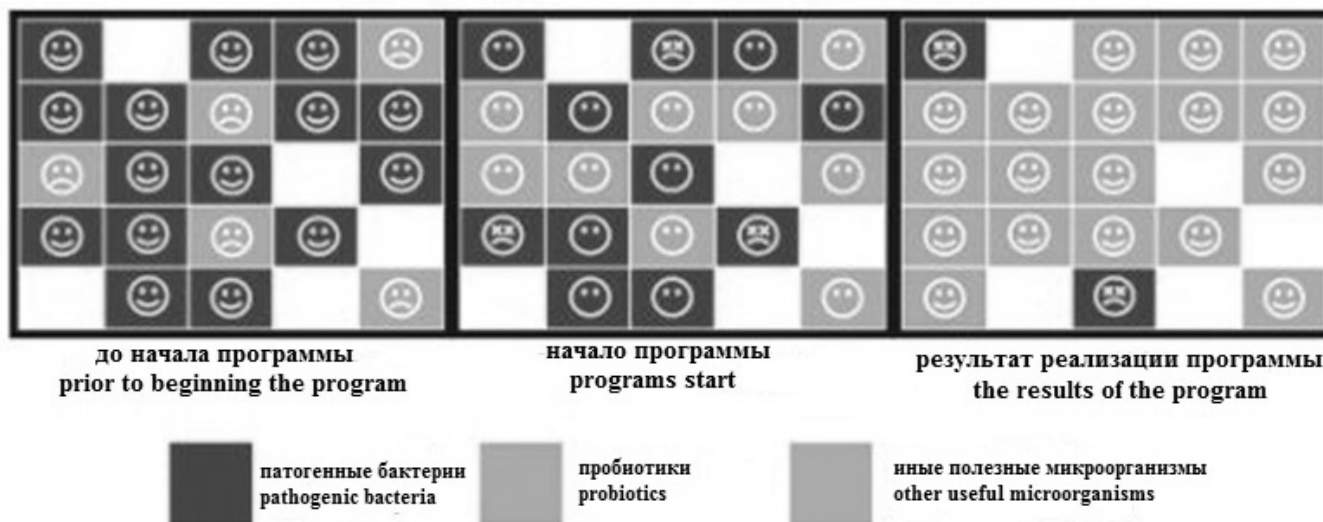 до начала программы
prior to beginning the program
начало программы
programs start
результат реализации программы
the results of the program
патогенные бактерии
pathogenic bacteria
пробиотики
probiotics
иные полезные микроорганизмы
other useful microorganisms